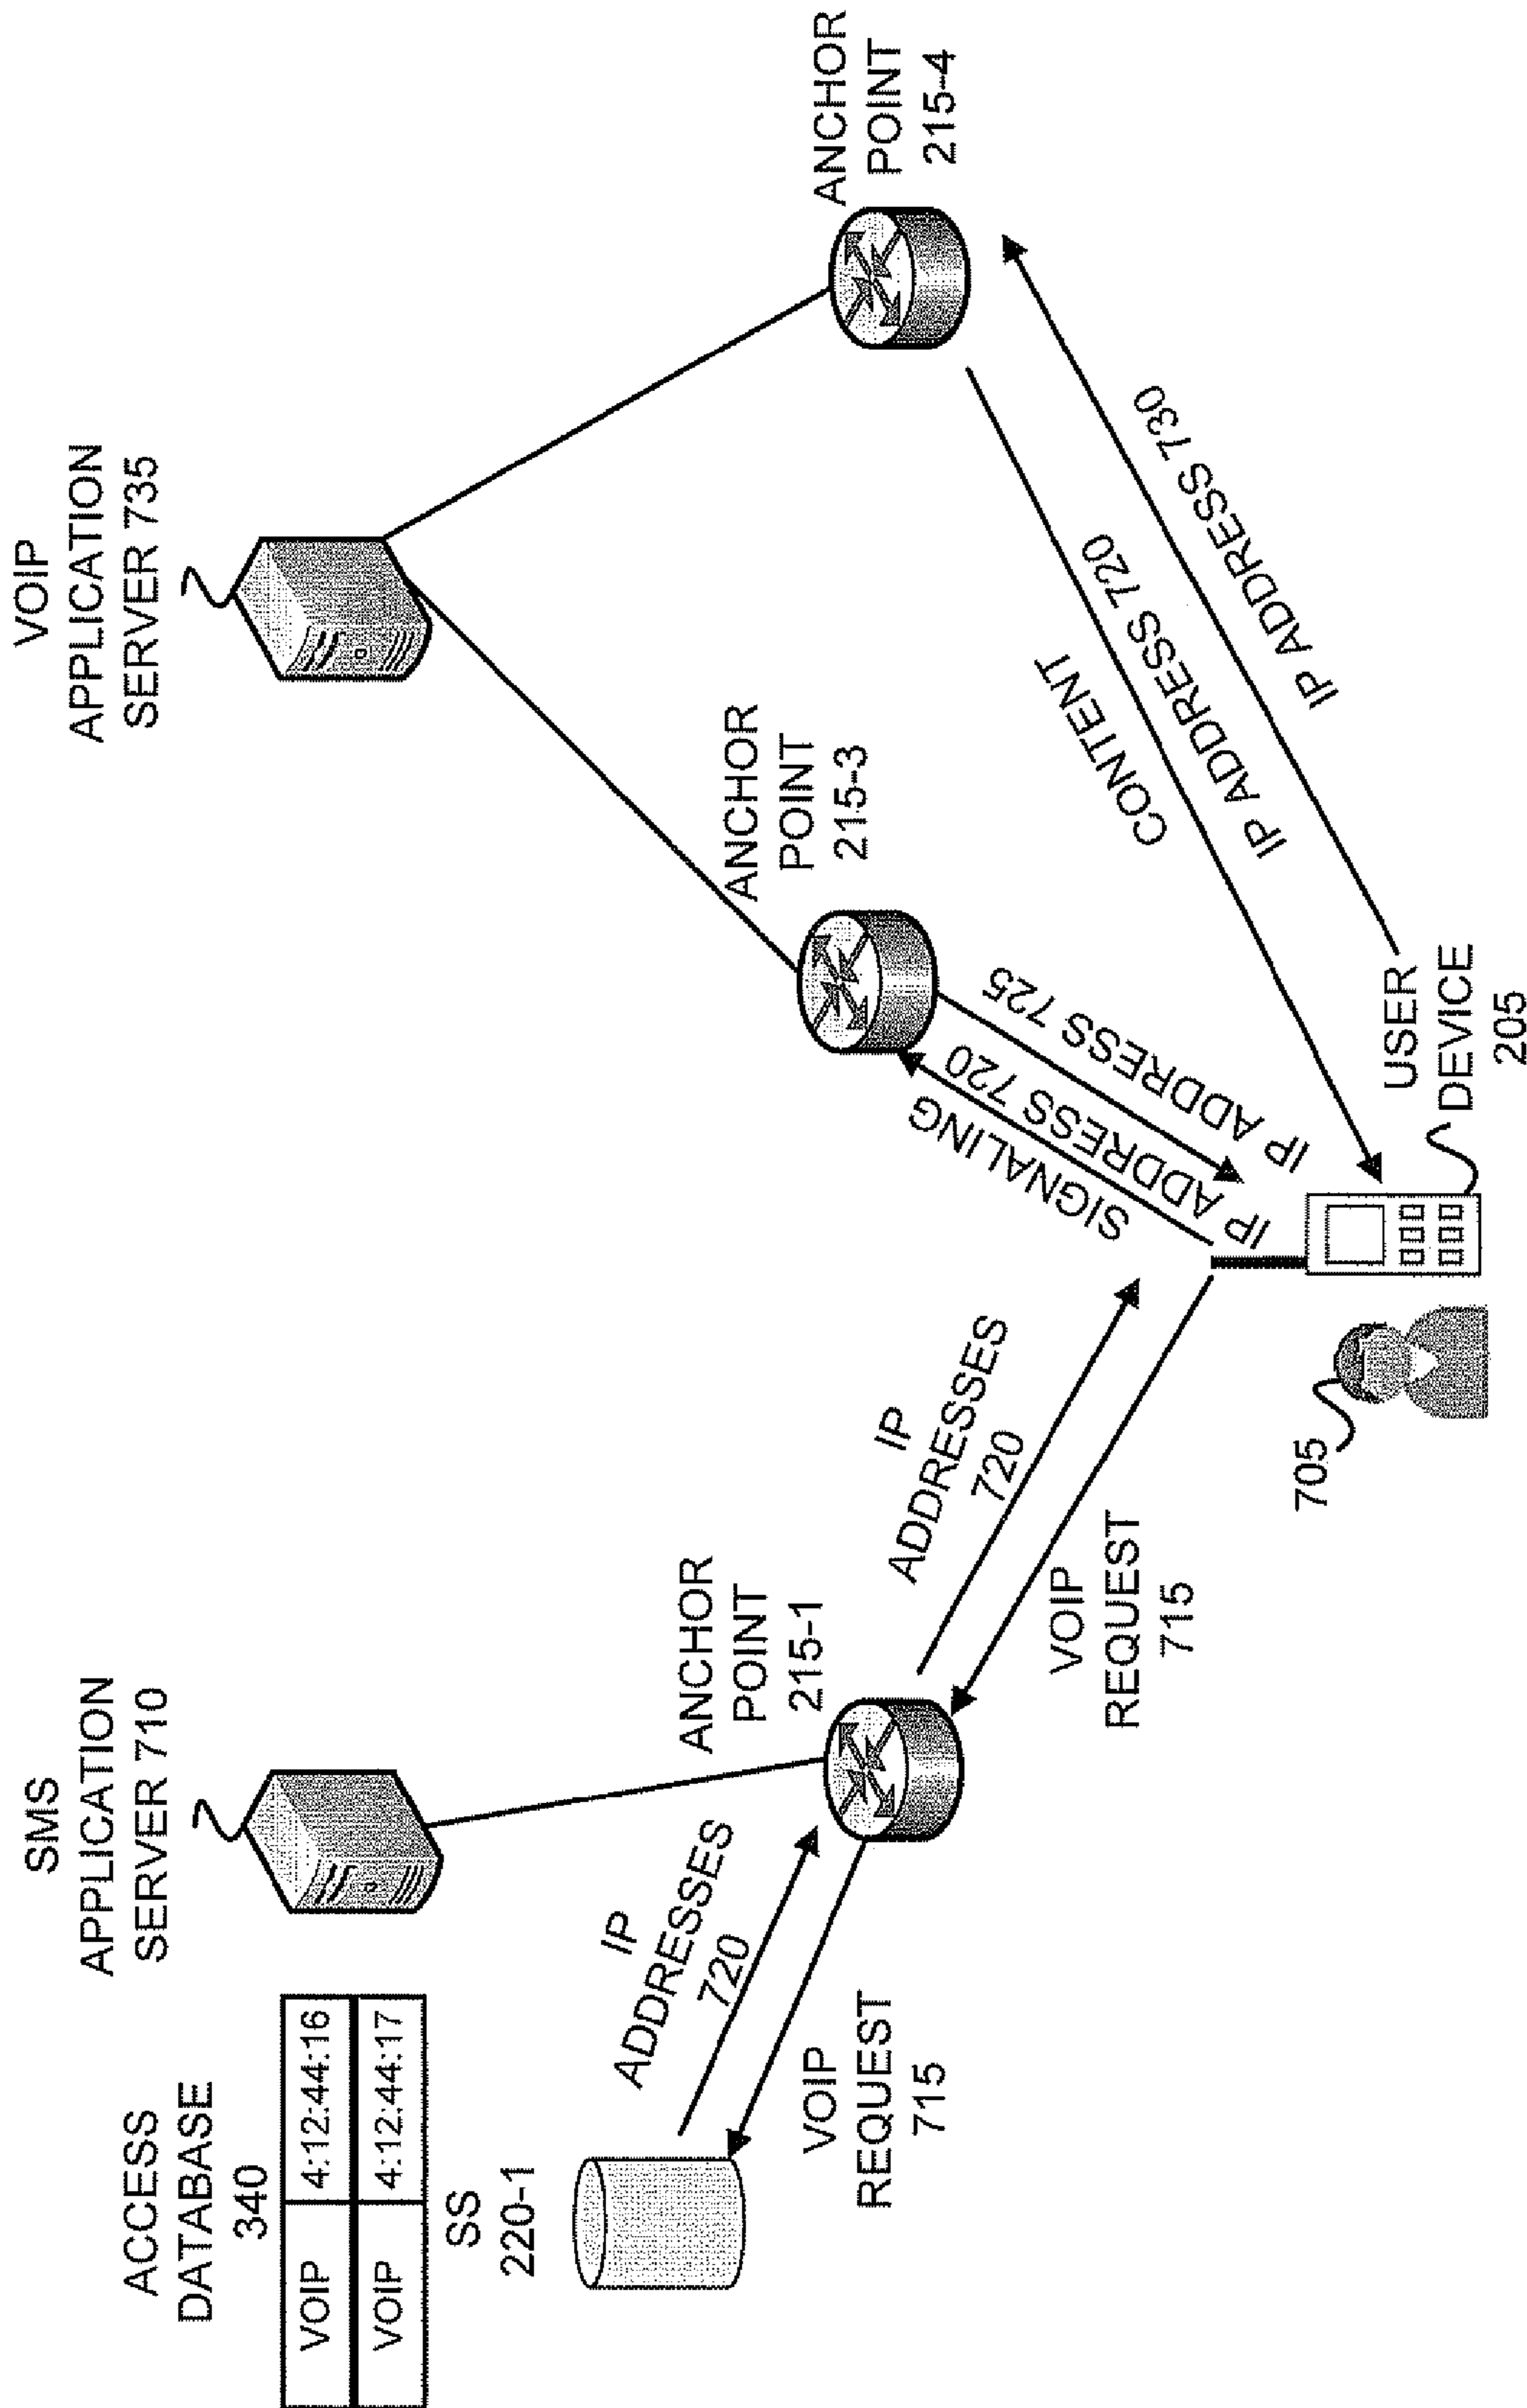 ACCESS
DATABASE
340
VOIP 4:12:44:16
VOIP 4:12:44:17
SS
220-1
SMS
APPLICATION
SERVER 710
VOIP
APPLICATION
SERVER 735
IP
ADDRESSES
720
VOIP
REQUEST
715
ANCHOR
POINT
215-1
IP
ADDRESSES
720
VOIP
REQUEST
715
ANCHOR
POINT
215-3
SIGNALING
IP ADDRESS 720
IP ADDRESS 725
ANCHOR
POINT
215-4
CONTENT
IP ADDRESS 720
IP ADDRESS 730
705
USER
DEVICE
205